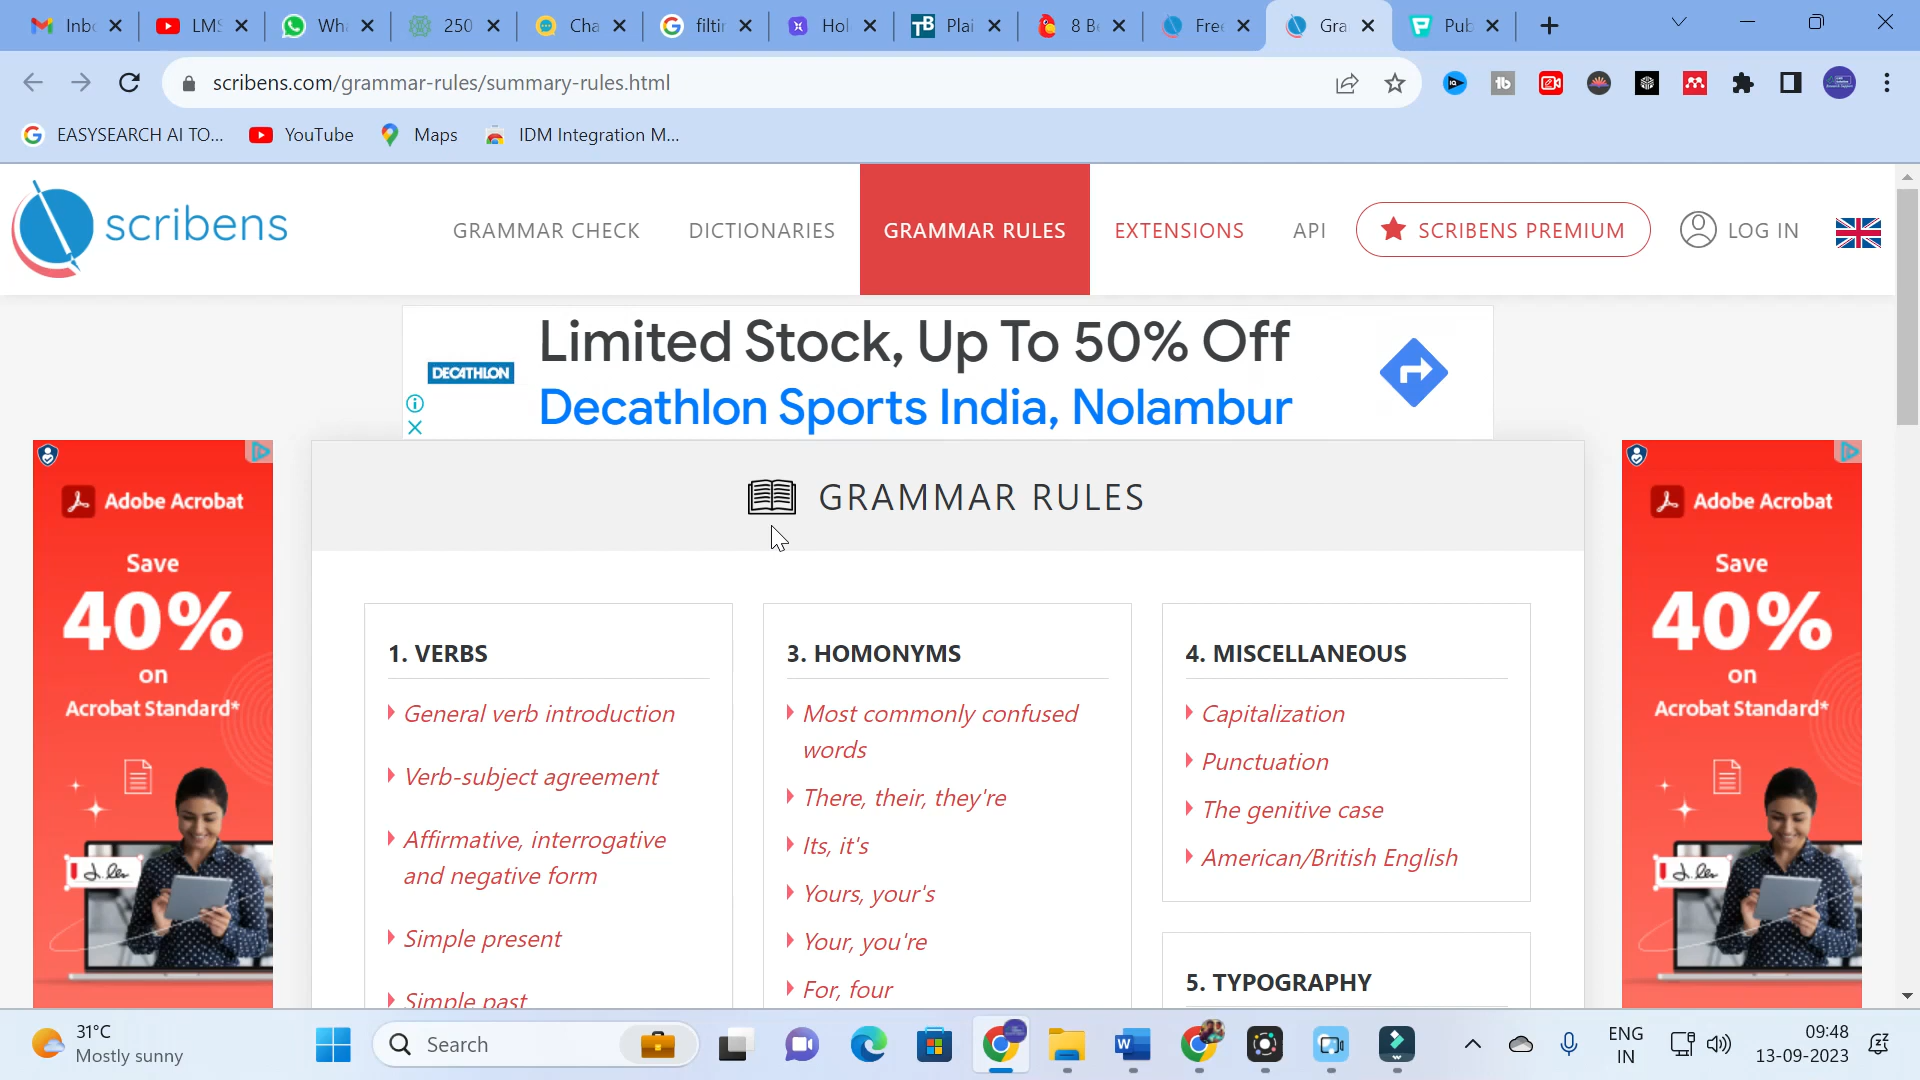 Inbo
LMS
Wh
250
Cha
filtin
Hol
Plai
8 Be
Free
Gra
Pub
scribens.com/grammar-rules/summary-rules.html
EASYSEARCH AI TO...
YouTube
Maps
IDM Integration M...
scribens
GRAMMAR CHECK
DICTIONARIES
GRAMMAR RULES
EXTENSIONS
API
SCRIBENS PREMIUM
LOG IN
DECATHLON
Limited Stock, Up To 50% Off
Decathlon Sports India, Nolambur
Adobe Acrobat
Save
40%
on
Acrobat Standard*
GRAMMAR RULES
1. VERBS
General verb introduction
Verb-subject agreement
Affirmative, interrogative
and negative form
Simple present
Simple past
3. HOMONYMS
Most commonly confused
words
There, their, they're
Its, it's
Yours, your's
Your, you're
For, four
4. MISCELLANEOUS
Capitalization
Punctuation
The genitive case
American/British English
5. TYPOGRAPHY
Adobe Acrobat
Save
40%
on
Acrobat Standard*
31°C
Mostly sunny
Search
ENG
IN
09:48
13-09-2023